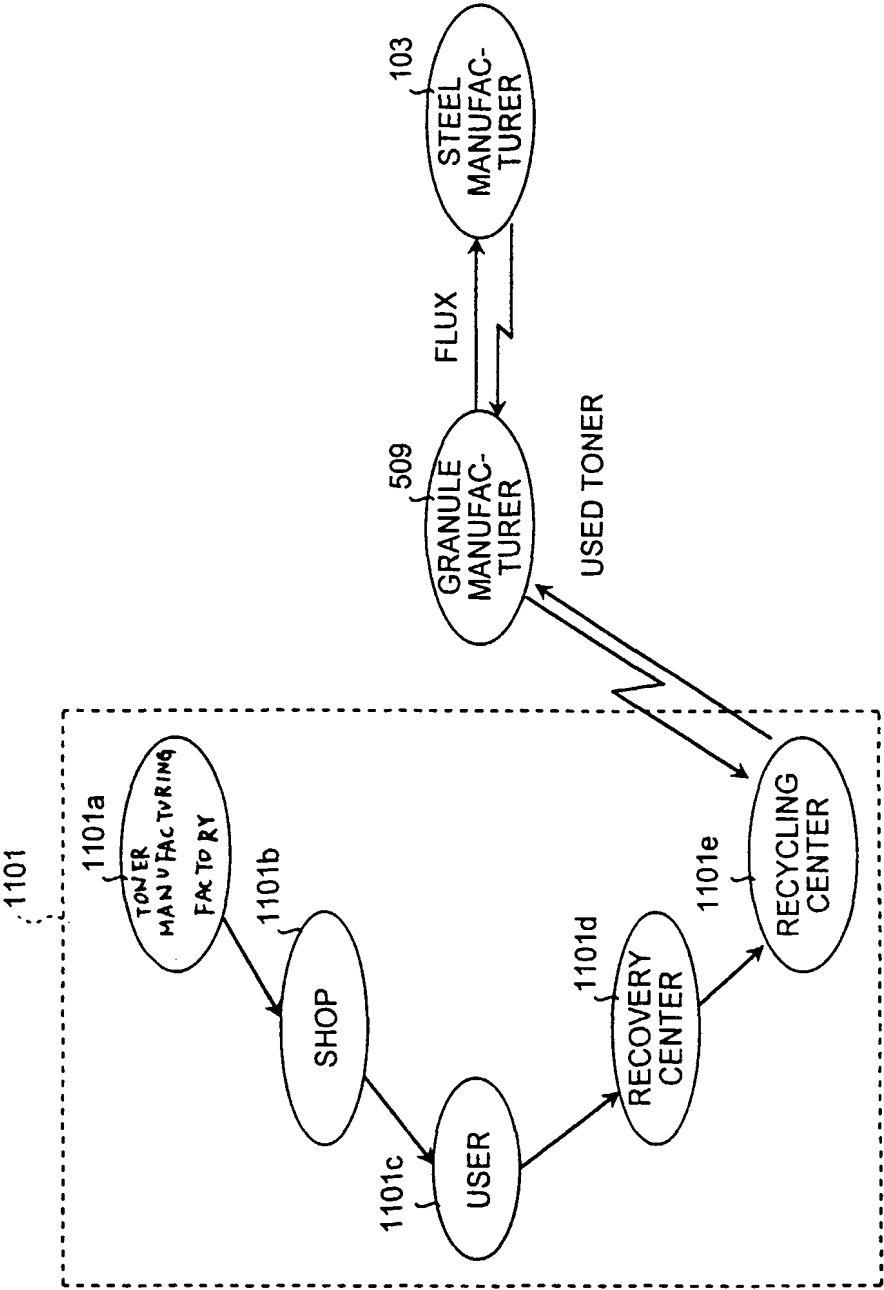 1101
1101a
TONER
MANUFACTURING
FACTORY
1101b
SHOP
1101c
USER
1101d
RECOVERY
CENTER
1101e
RECYCLING
CENTER
USED TONER
509
GRANULE
MANUFAC-
TURER
FLUX
103
STEEL
MANUFAC-
TURER